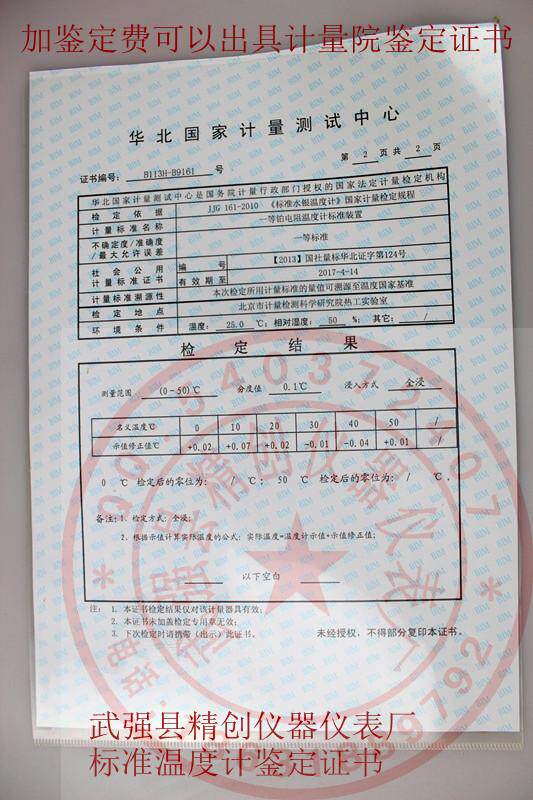 加鉴定费可以出具计量院鉴定证书
华北国家计量测试中心
证书编号： B113H-B9161 号
第 2 页共 2 页
华北国家计量测试中心是国务院计量行政部门授权的国家法定计量检定机构
检定依据 JJG 161-2010 《标准水银温度计》国家计量检定规程
计量标准名称 一等铂电阻温度计标准装置
不确定度/准确度/最大允许误差 一等标准
社会公用计量标准证书 编号 【2013】国社量标华北证字第124号
有效期至 2017-4-14
计量标准溯源性 本次检定所用计量标准的量值可溯源至温度国家基准
检定地点 北京市计量检测科学研究院热工实验室
环境条件 温度： 25.0 ℃；相对湿度： 50 %；其它： /
检定结果
测量范围 (0～50)℃ 分度值 0.1℃ 浸入方式 全浸
名义温度℃ 0 10 20 30 40 50 /
示值修正值℃ +0.02 +0.07 +0.02 -0.01 -0.04 +0.01 /
0 ℃ 检定后的零位为： / ℃； 50 ℃ 检定后的零位为： / ℃。
备注：1. 检定方式：全浸；
2. 根据示值计算实际温度的公式：实际温度=温度计示值+示值修正值；
以下空白
注： 1. 本证书检定结果仅对该计量器具有效；
2. 本证书未加盖检定专用章无效；
3. 下次检定时请携带（出示）此证书。
未经授权，不得部分复印本证书。
武强县精创仪器仪表厂
标准温度计鉴定证书